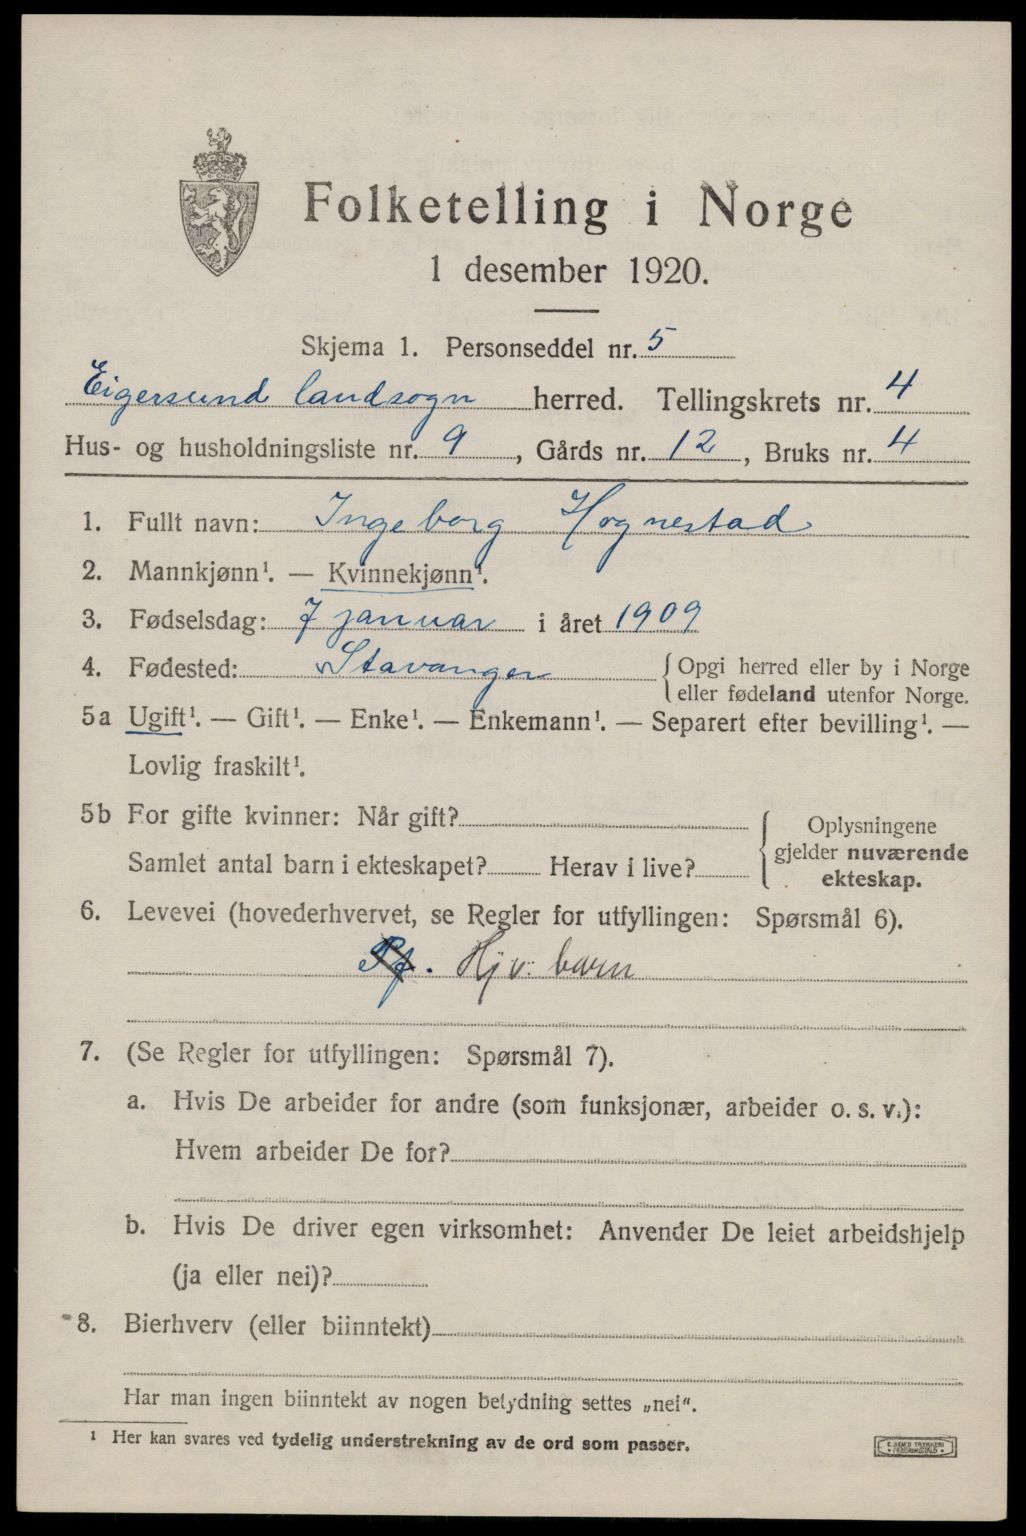 Folketelling i Norge
1 desember 1920.
Skjema 1. Personseddel nr. 5
Eigersund landsogn herred. Tellingskrets nr. 4
Hus- og husholdningsliste nr. 9, Gårds nr. 12, Bruks nr. 4
1. Fullt navn: Ingeborg Hognestad
2. Mannkjønn¹. — Kvinnekjønn¹.
3. Fødselsdag: 7 januar i året 1909
4. Fødested: Stavanger { Opgi herred eller by i Norge
eller fødeland utenfor Norge.
5a Ugift¹. — Gift¹. — Enke¹. — Enkemann¹. — Separert efter bevilling¹. —
Lovlig fraskilt¹.
5b For gifte kvinner: Når gift?
Samlet antal barn i ekteskapet? Herav i live?
{ Oplysningene
gjelder nuværende
ekteskap.
6. Levevei (hovederhvervet, se Regler for utfyllingen: Spørsmål 6).
Hjv: barn
7. (Se Regler for utfyllingen: Spørsmål 7).
a. Hvis De arbeider for andre (som funksjonær, arbeider o. s. v.):
Hvem arbeider De for?
b. Hvis De driver egen virksomhet: Anvender De leiet arbeidshjelp
(ja eller nei)?
8. Bierhverv (eller biinntekt)
Har man ingen biinntekt av nogen betydning settes „nei“.
¹ Her kan svares ved tydelig understrekning av de ord som passer.